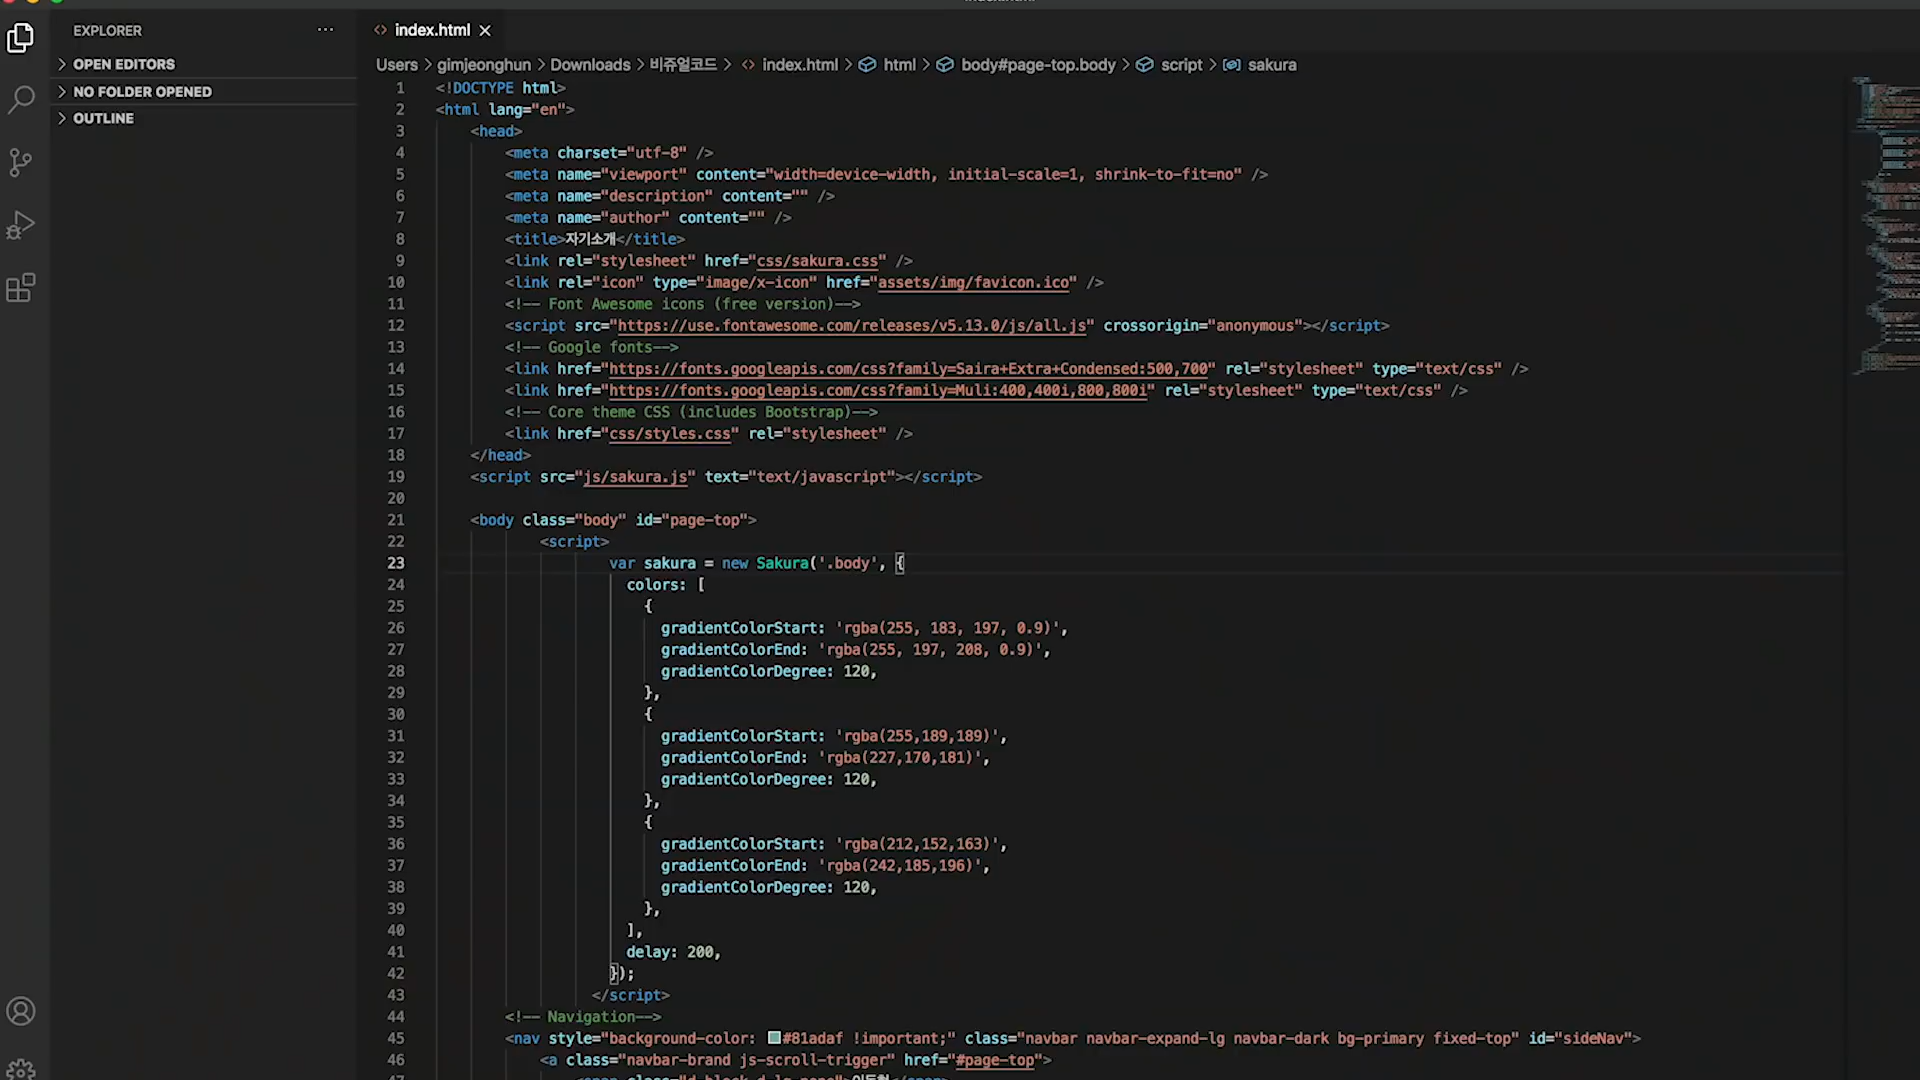 EXPLORER
OPEN EDITORS
NO FOLDER OPENED
OUTLINE
index.html
Users > gimjeonghun > Downloads > 비쥬얼코드 > index.html > html > body#page-top.body > script > sakura
1 <!DOCTYPE html>
2 <html lang="en">
3 <head>
4 <meta charset="utf-8" />
5 <meta name="viewport" content="width=device-width, initial-scale=1, shrink-to-fit=no" />
6 <meta name="description" content="" />
7 <meta name="author" content="" />
8 <title>자기소개</title>
9 <link rel="stylesheet" href="css/sakura.css" />
10 <link rel="icon" type="image/x-icon" href="assets/img/favicon.ico" />
11 <!-- Font Awesome icons (free version)-->
12 <script src="https://use.fontawesome.com/releases/v5.13.0/js/all.js" crossorigin="anonymous"></script>
13 <!-- Google fonts-->
14 <link href="https://fonts.googleapis.com/css?family=Saira+Extra+Condensed:500,700" rel="stylesheet" type="text/css" />
15 <link href="https://fonts.googleapis.com/css?family=Muli:400,400i,800,800i" rel="stylesheet" type="text/css" />
16 <!-- Core theme CSS (includes Bootstrap)-->
17 <link href="css/styles.css" rel="stylesheet" />
18 </head>
19 <script src="js/sakura.js" text="text/javascript"></script>
20
21 <body class="body" id="page-top">
22 <script>
23 var sakura = new Sakura('.body', {
24 colors: [
25 {
26 gradientColorStart: 'rgba(255, 183, 197, 0.9)',
27 gradientColorEnd: 'rgba(255, 197, 208, 0.9)',
28 gradientColorDegree: 120,
29 },
30 {
31 gradientColorStart: 'rgba(255,189,189)',
32 gradientColorEnd: 'rgba(227,170,181)',
33 gradientColorDegree: 120,
34 },
35 {
36 gradientColorStart: 'rgba(212,152,163)',
37 gradientColorEnd: 'rgba(242,185,196)',
38 gradientColorDegree: 120,
39 },
40 ],
41 delay: 200,
42 });
43 </script>
44 <!-- Navigation-->
45 <nav style="background-color: #81adaf !important;" class="navbar navbar-expand-lg navbar-dark bg-primary fixed-top" id="sideNav">
46 <a class="navbar-brand js-scroll-trigger" href="#page-top">